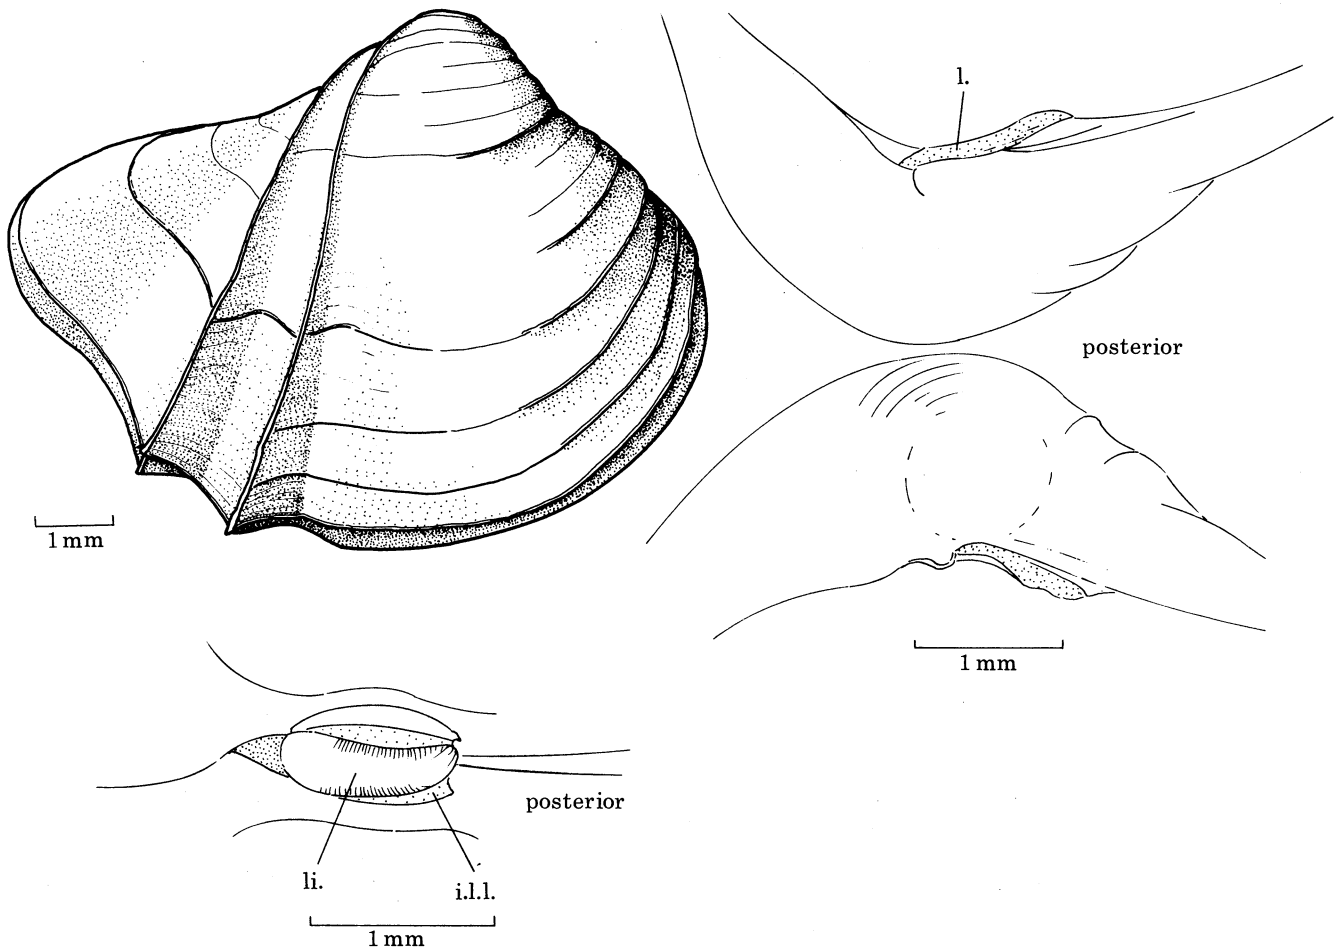 l.
posterior
1 mm
1 mm
posterior
li.
i.l.l.
1 mm